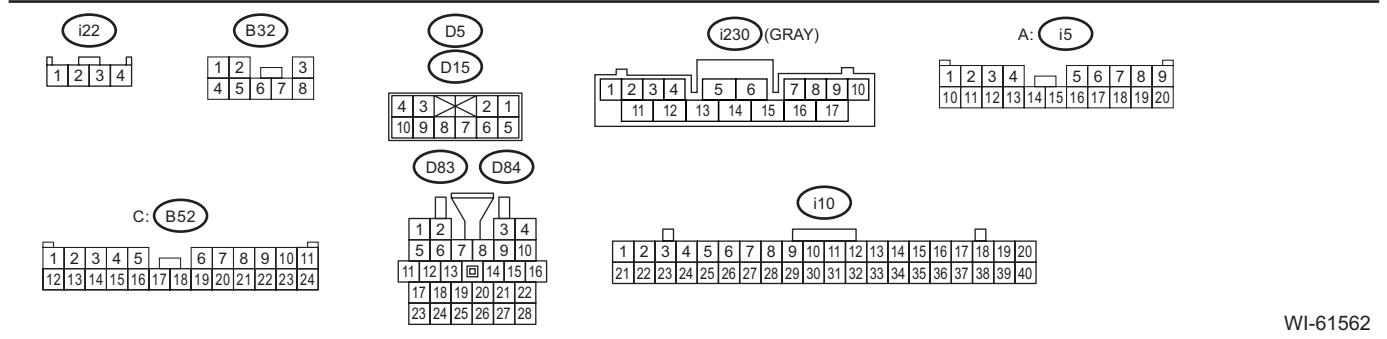 i22
1 2 3 4
B32
1 2 3
4 5 6 7 8
D5
D15
4 3 2 1
10 9 8 7 6 5
i230 (GRAY)
1 2 3 4 5 6 7 8 9 10
11 12 13 14 15 16 17
A: i5
1 2 3 4 5 6 7 8 9
10 11 12 13 14 15 16 17 18 19 20
C: B52
1 2 3 4 5 6 7 8 9 10 11
12 13 14 15 16 17 18 19 20 21 22 23 24
D83 D84
1 2 3 4
5 6 7 8 9 10
11 12 13 14 15 16
17 18 19 20 21 22
23 24 25 26 27 28
i10
1 2 3 4 5 6 7 8 9 10 11 12 13 14 15 16 17 18 19 20
21 22 23 24 25 26 27 28 29 30 31 32 33 34 35 36 37 38 39 40
WI-61562